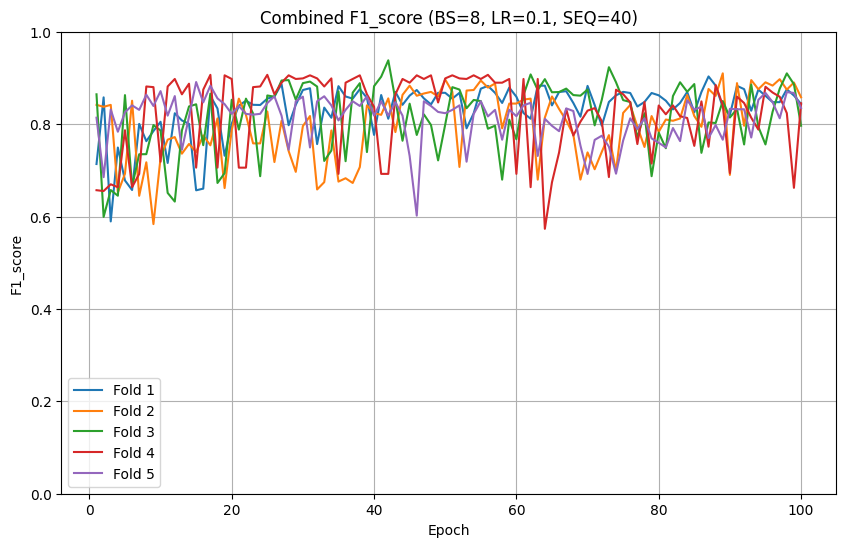 Combined F1_score (BS=8, LR=0.1, SEQ=40)
1.0
0.8
0.6
0.4
0.2
0.0
F1_score
Fold 1
Fold 2
Fold 3
Fold 4
Fold 5
0 20 40 60 80 100
Epoch